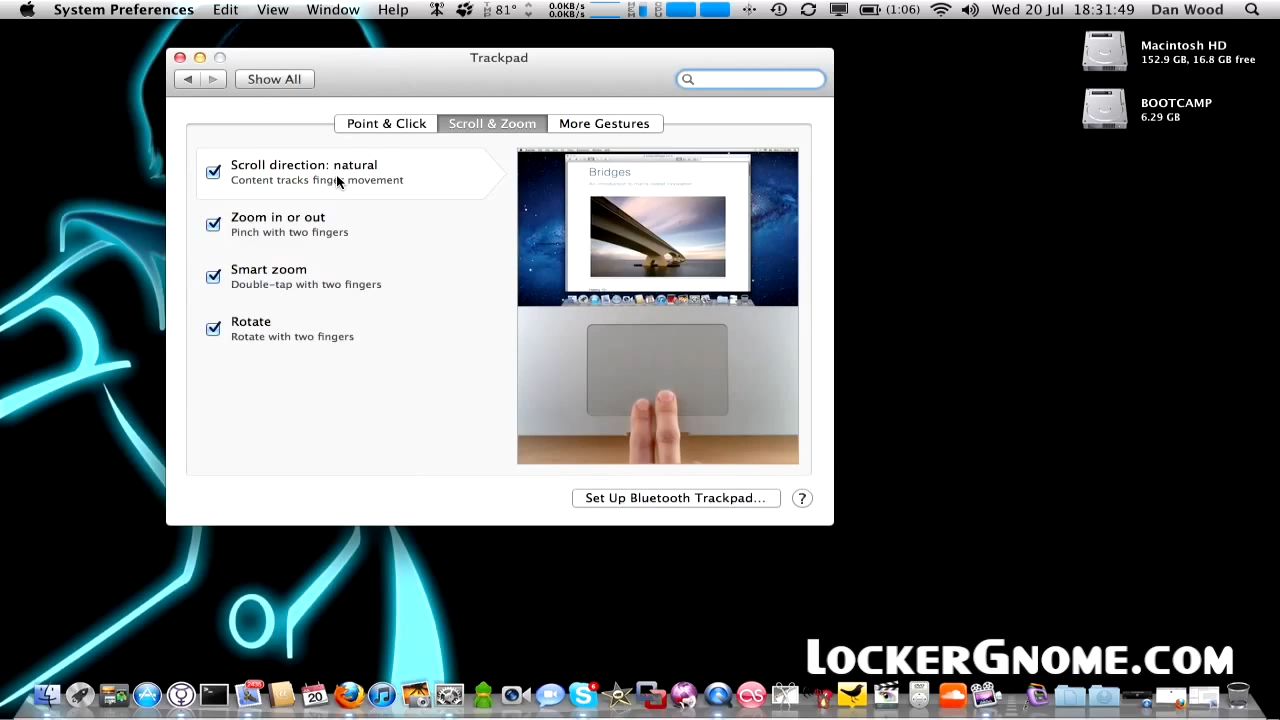 System Preferences Edit View Window Help 81° 0.0KB/s 0.0KB/s (1:06) Wed 20 Jul 18:31:49 Dan Wood
Trackpad
Show All
Macintosh HD
152.9 GB, 16.8 GB free
BOOTCAMP
6.29 GB
Point & Click Scroll & Zoom More Gestures
Scroll direction: natural
Content tracks finger movement
Zoom in or out
Pinch with two fingers
Smart zoom
Double-tap with two fingers
Rotate
Rotate with two fingers
Bridges
Set Up Bluetooth Trackpad... ?
LockerGnome.com